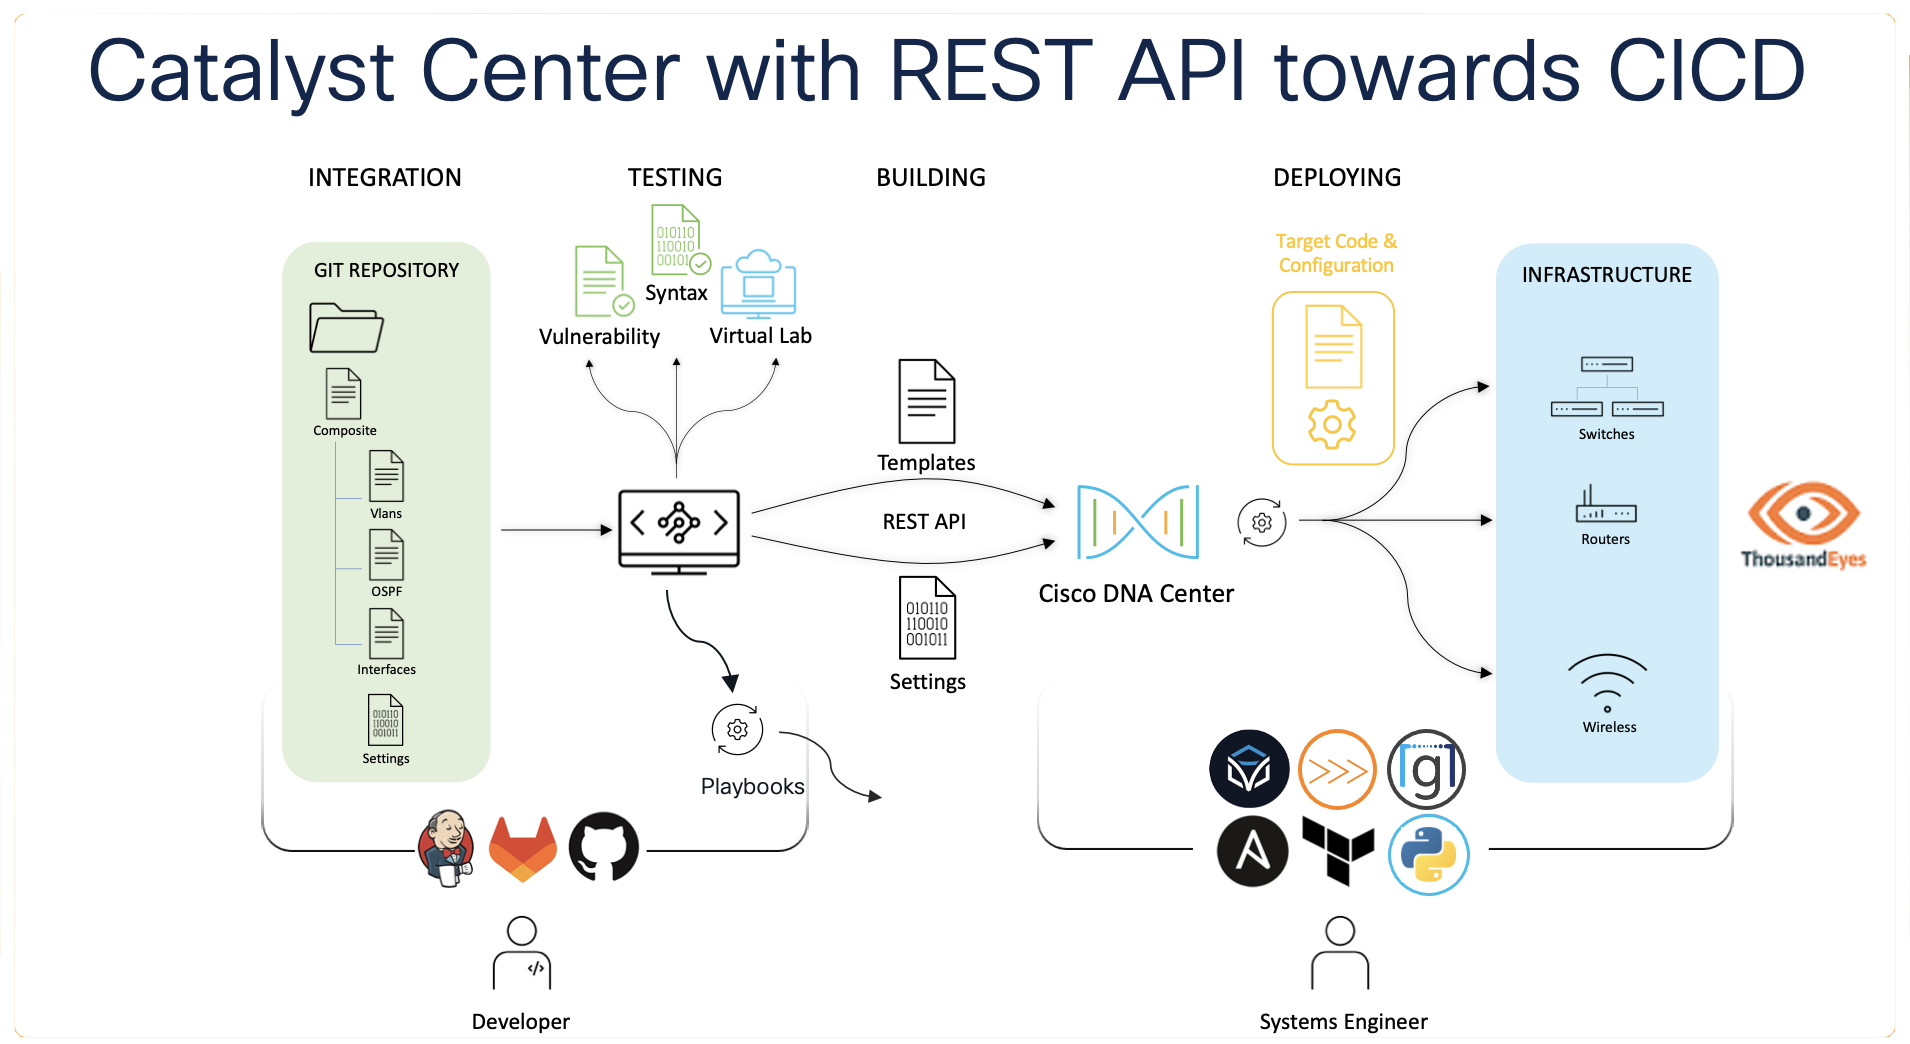 Catalyst Center with REST API towards CICD
INTEGRATION
TESTING
BUILDING
DEPLOYING
GIT REPOSITORY
Composite
Vlans
OSPF
Interfaces
010110
110010
001011
Settings
010110
110010
00101
Syntax
Vulnerability
Virtual Lab
Templates
REST API
010110
110010
001011
Settings
Playbooks
Cisco DNA Center
Target Code &
Configuration
INFRASTRUCTURE
Switches
Routers
Wireless
ThousandEyes
[g]
A
</>
Developer
Systems Engineer